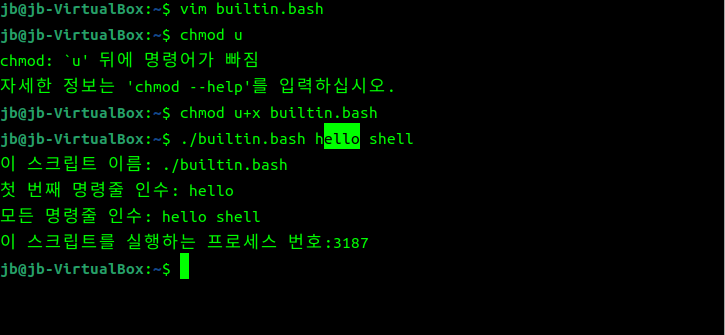 jb@jb-VirtualBox:~$ vim builtin.bash
jb@jb-VirtualBox:~$ chmod u
chmod: `u' 뒤에 명령어가 빠짐
자세한 정보는 'chmod --help'를 입력하십시오.
jb@jb-VirtualBox:~$ chmod u+x builtin.bash
jb@jb-VirtualBox:~$ ./builtin.bash hello shell
이 스크립트 이름: ./builtin.bash
첫 번째 명령줄 인수: hello
모든 명령줄 인수: hello shell
이 스크립트를 실행하는 프로세스 번호:3187
jb@jb-VirtualBox:~$